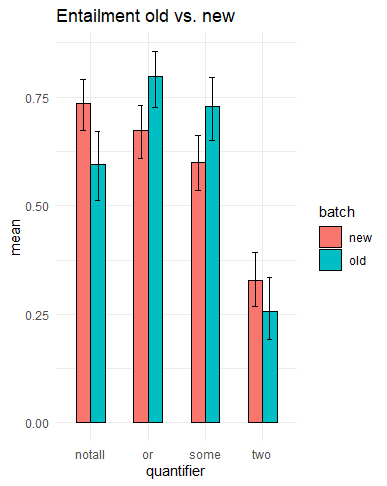 Entailment old vs. new
mean
0.75
0.50
0.25
0.00
notall or some two
quantifier
batch
new
old